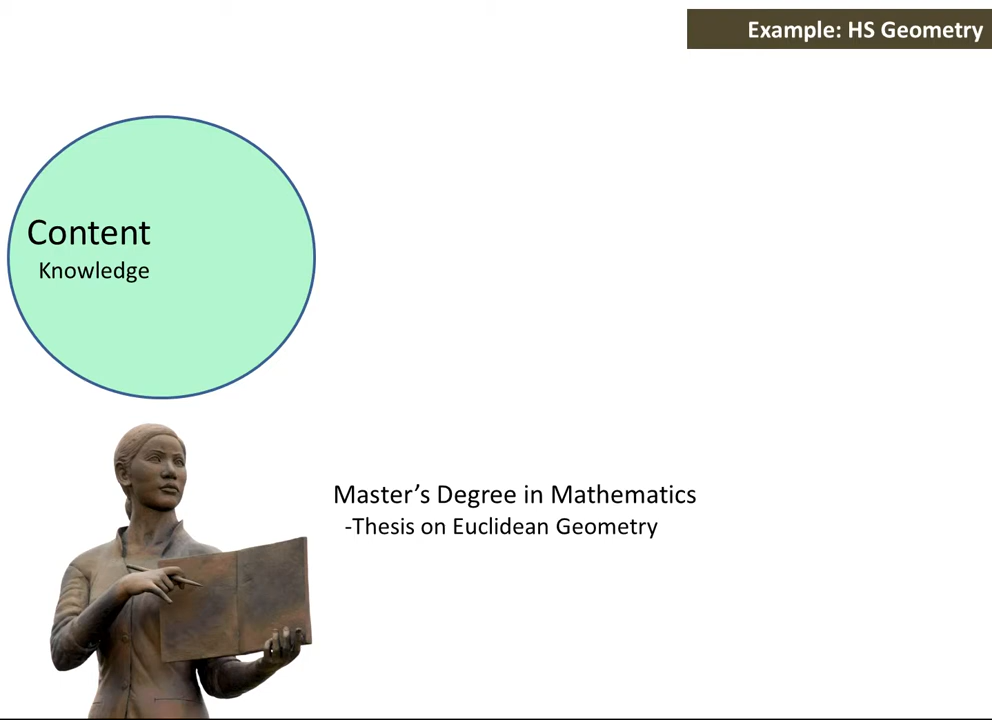 Example: HS Geometry
Content
Knowledge
Master’s Degree in Mathematics
-Thesis on Euclidean Geometry